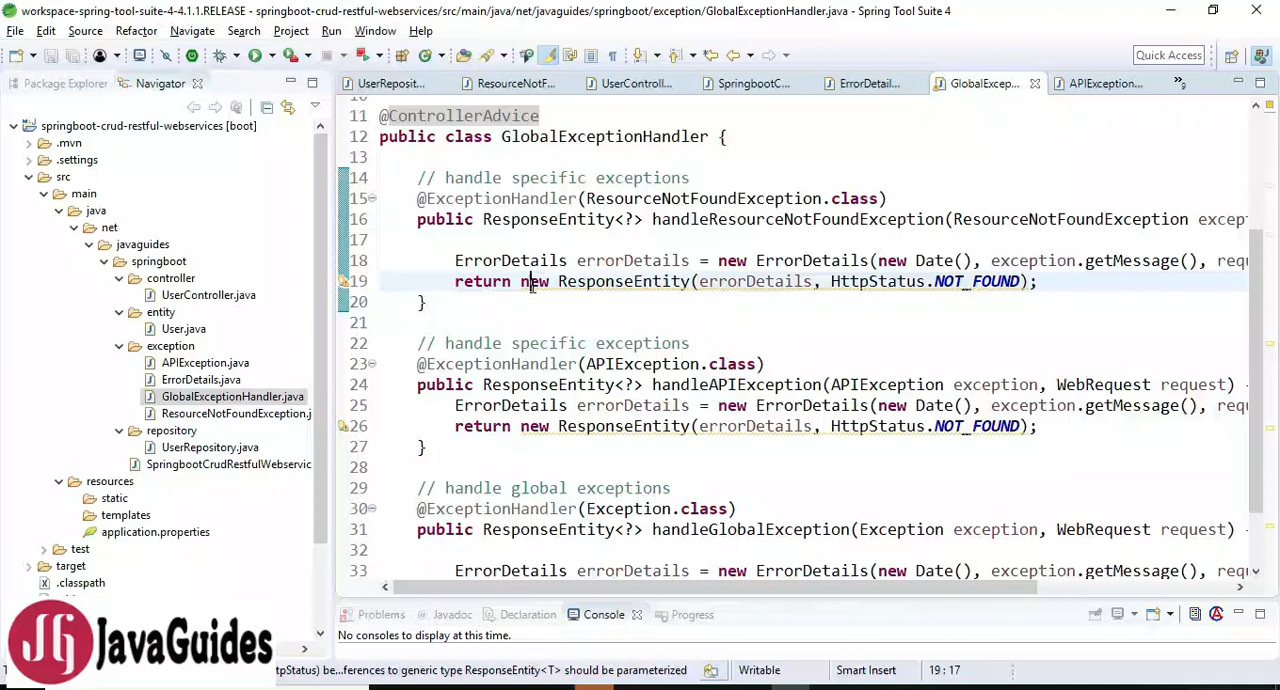 workspace-spring-tool-suite-4-4.1.1.RELEASE - springboot-crud-restful-webservices/src/main/java/net/javaguides/springboot/exception/GlobalExceptionHandler.java - Spring Tool Suite 4
File Edit Source Refactor Navigate Search Project Run Window Help
Quick Access
Package Explorer Navigator
UserReposit... ResourceNotF... UserControll... SpringbootC... ErrorDetail... GlobalExcep... APIException...
springboot-crud-restful-webservices [boot]
.mvn
.settings
src
main
java
net
javaguides
springboot
controller
UserController.java
entity
User.java
exception
APIException.java
ErrorDetails.java
GlobalExceptionHandler.java
ResourceNotFoundException.j
repository
UserRepository.java
SpringbootCrudRestfulWebservic
resources
static
templates
application.properties
test
target
.classpath
10
11 @ControllerAdvice
12 public class GlobalExceptionHandler {
13
14 // handle specific exceptions
15 @ExceptionHandler(ResourceNotFoundException.class)
16 public ResponseEntity<?> handleResourceNotFoundException(ResourceNotFoundException except
17
18 ErrorDetails errorDetails = new ErrorDetails(new Date(), exception.getMessage(), requ
19 return new ResponseEntity(errorDetails, HttpStatus.NOT_FOUND);
20 }
21
22 // handle specific exceptions
23 @ExceptionHandler(APIException.class)
24 public ResponseEntity<?> handleAPIException(APIException exception, WebRequest request)
25 ErrorDetails errorDetails = new ErrorDetails(new Date(), exception.getMessage(), requ
26 return new ResponseEntity(errorDetails, HttpStatus.NOT_FOUND);
27 }
28
29 // handle global exceptions
30 @ExceptionHandler(Exception.class)
31 public ResponseEntity<?> handleGlobalException(Exception exception, WebRequest request)
32
33 ErrorDetails errorDetails = new ErrorDetails(new Date(), exception.getMessage(), requ
Problems @ Javadoc Declaration Console Progress
No consoles to display at this time.
JG JavaGuides
tpStatus) be...ferences to generic type ResponseEntity<T> should be parameterized Writable Smart Insert 19 : 17